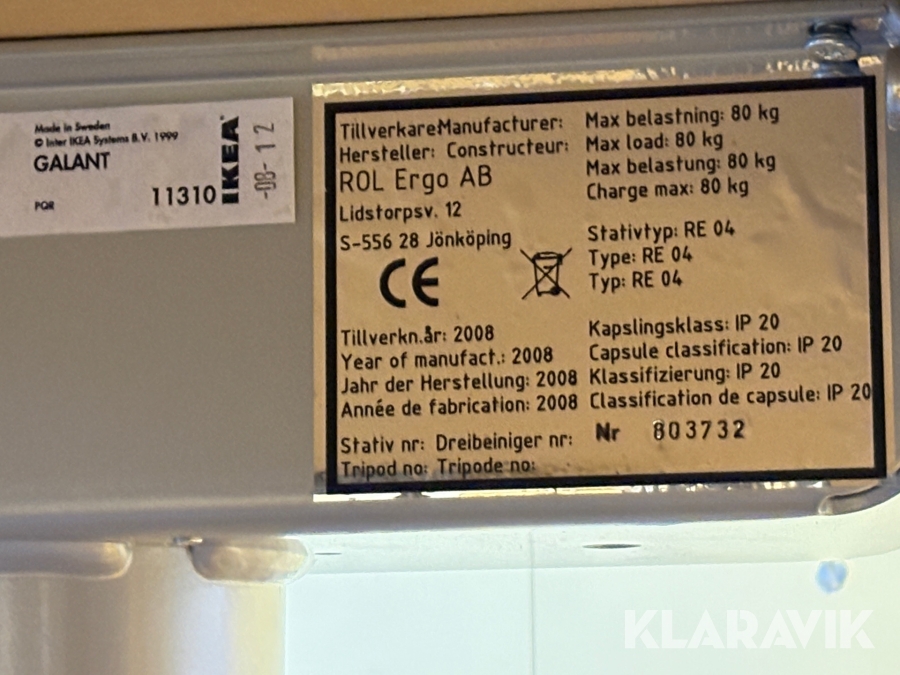 Made in Sweden
© Inter IKEA Systems B.V. 1999
GALANT
PQR
11310
IKEA
-08-12
TillverkareManufacturer:
Hersteller: Constructeur:
ROL Ergo AB
Lidstorpsv. 12
S-556 28 Jönköping
CE
Tillverkn.år: 2008
Year of manufact.: 2008
Jahr der Herstellung: 2008
Année de fabrication: 2008
Stativ nr: Dreibeiniger nr:
Tripod no: Tripode no:
Max belastning: 80 kg
Max load: 80 kg
Max belastung: 80 kg
Charge max: 80 kg
Stativtyp: RE 04
Type: RE 04
Typ: RE 04
Kapslingsklass: IP 20
Capsule classification: IP 20
Klassifizierung: IP 20
Classification de capsule: IP 20
Nr 803732
KLARAVIK